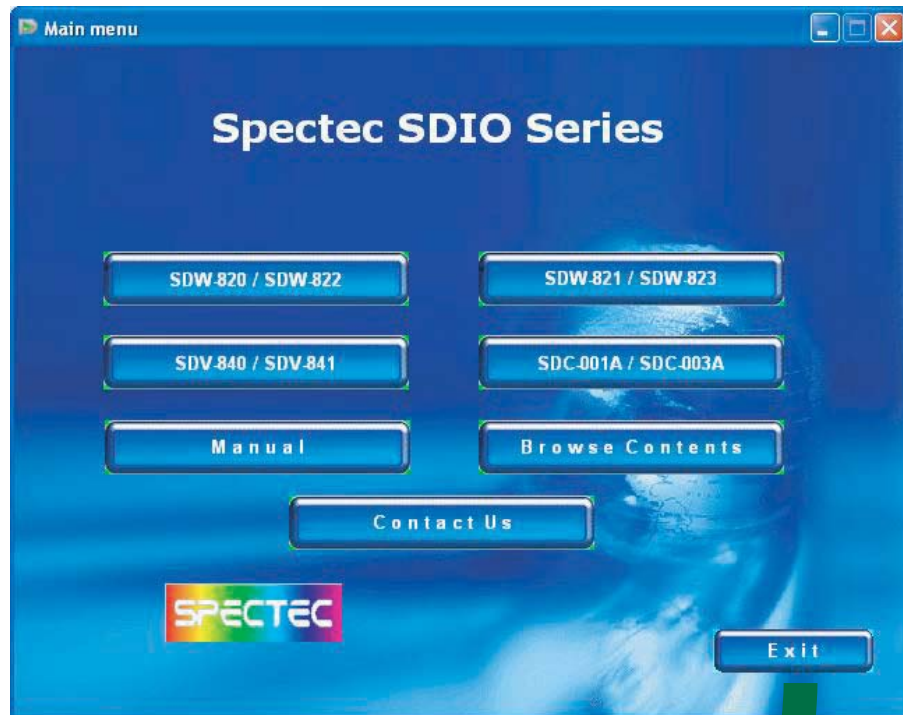 Main menu
Spectec SDIO Series
SDW-820 / SDW-822
SDW-821 / SDW-823
SDV-840 / SDV-841
SDC-001A / SDC-003A
Manual
Browse Contents
Contact Us
SPECTEC
Exit